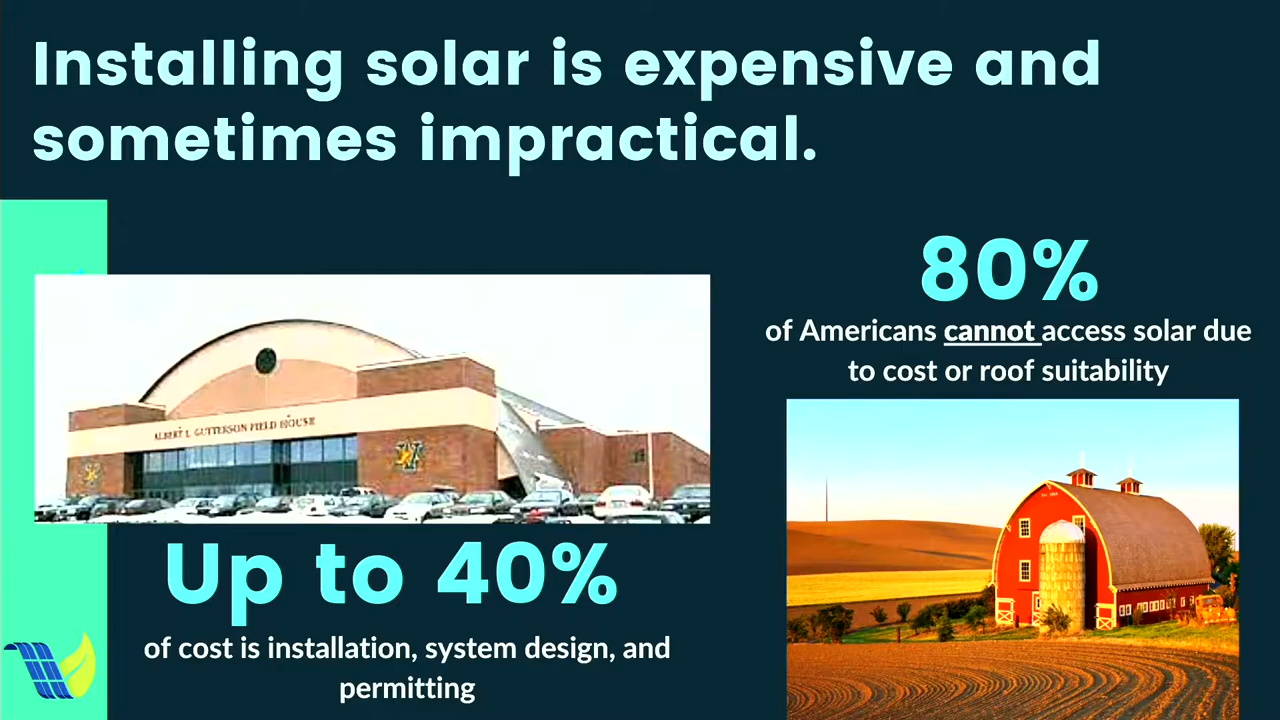 Installing solar is expensive and
sometimes impractical.
80%
of Americans cannot access solar due
to cost or roof suitability
ALBERT L. GUTTERSON FIELD HOUSE
Up to 40%
of cost is installation, system design, and
permitting